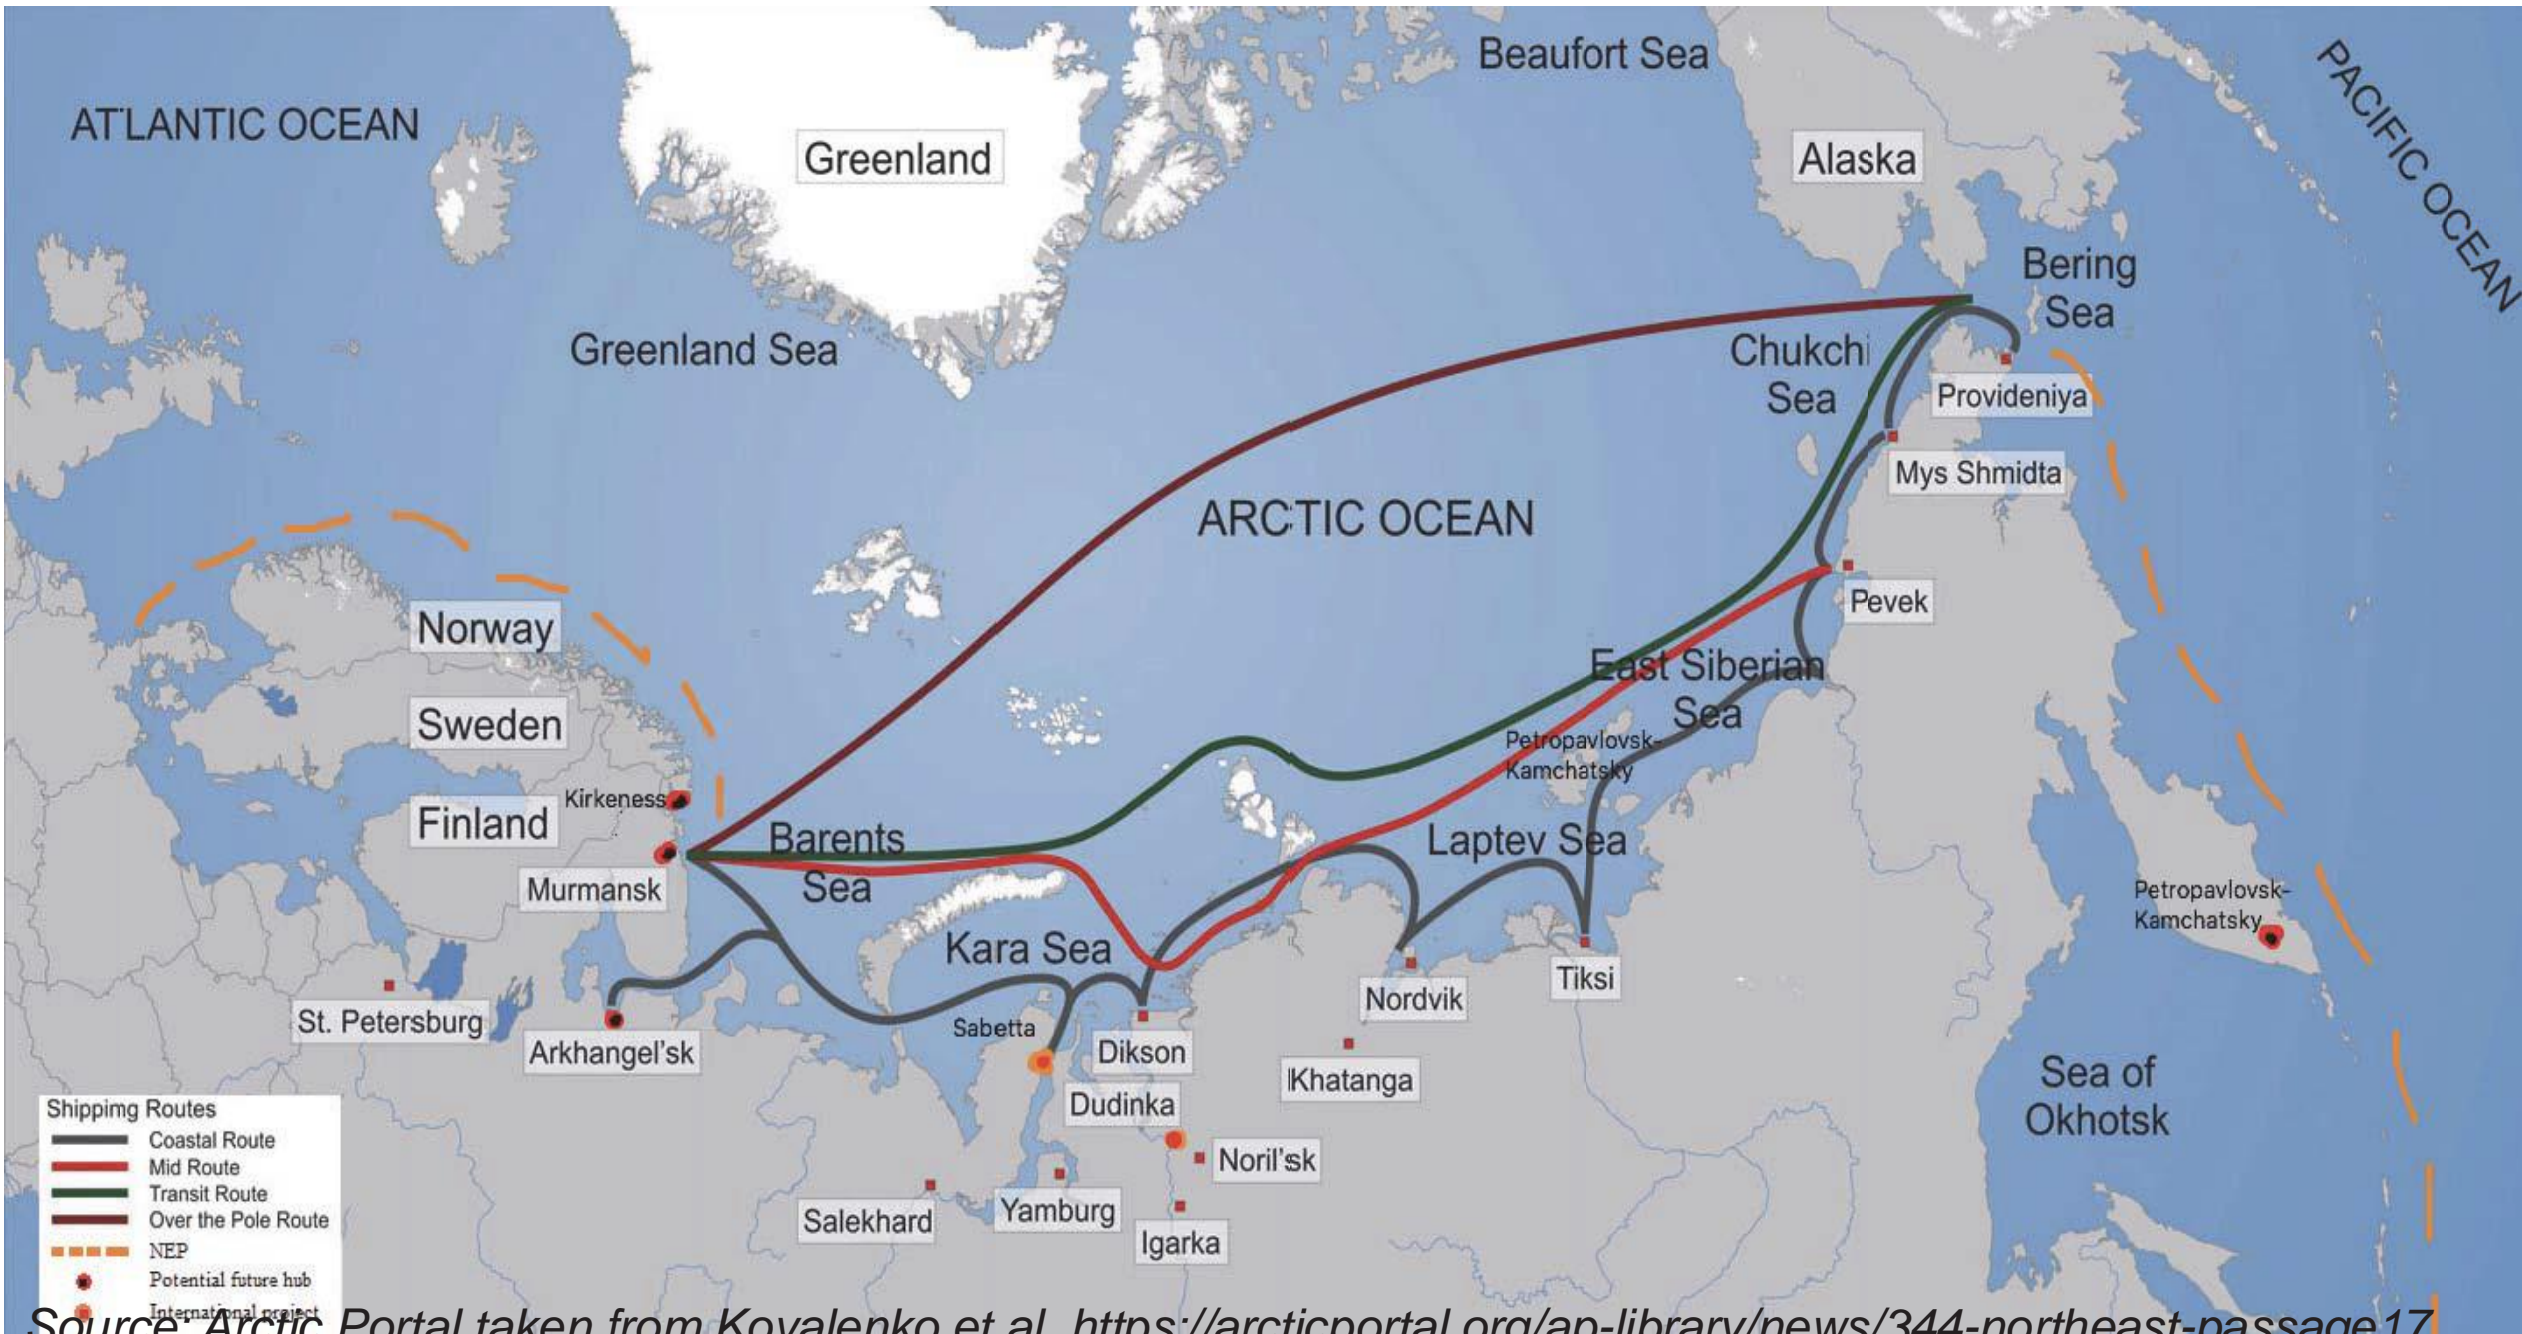 Beaufort Sea
PACIFIC OCEAN
ATLANTIC OCEAN
Greenland
Alaska
Bering
Sea
Greenland Sea
Chukchi
Sea
Provideniya
Mys Shmidta
ARCTIC OCEAN
Pevek
Norway
East Siberian
Sea
Sweden
Petropavlovsk-
Kamchatsky
Kirkeness
Finland
Barents
Sea
Laptev Sea
Murmansk
Petropavlovsk-
Kamchatsky
Kara Sea
St. Petersburg
Arkhangel'sk
Sabetta
Dikson
Nordvik
Tiksi
Dudinka
Khatanga
Sea of
Okhotsk
Noril'sk
Salekhard
Yamburg
Igarka
Shippimg Routes
Coastal Route
Mid Route
Transit Route
Over the Pole Route
NEP
Potential future hub
International project
Source: Arctic Portal taken from Kovalenko et al. https://arcticportal.org/ap-library/news/344-northeast-passage17